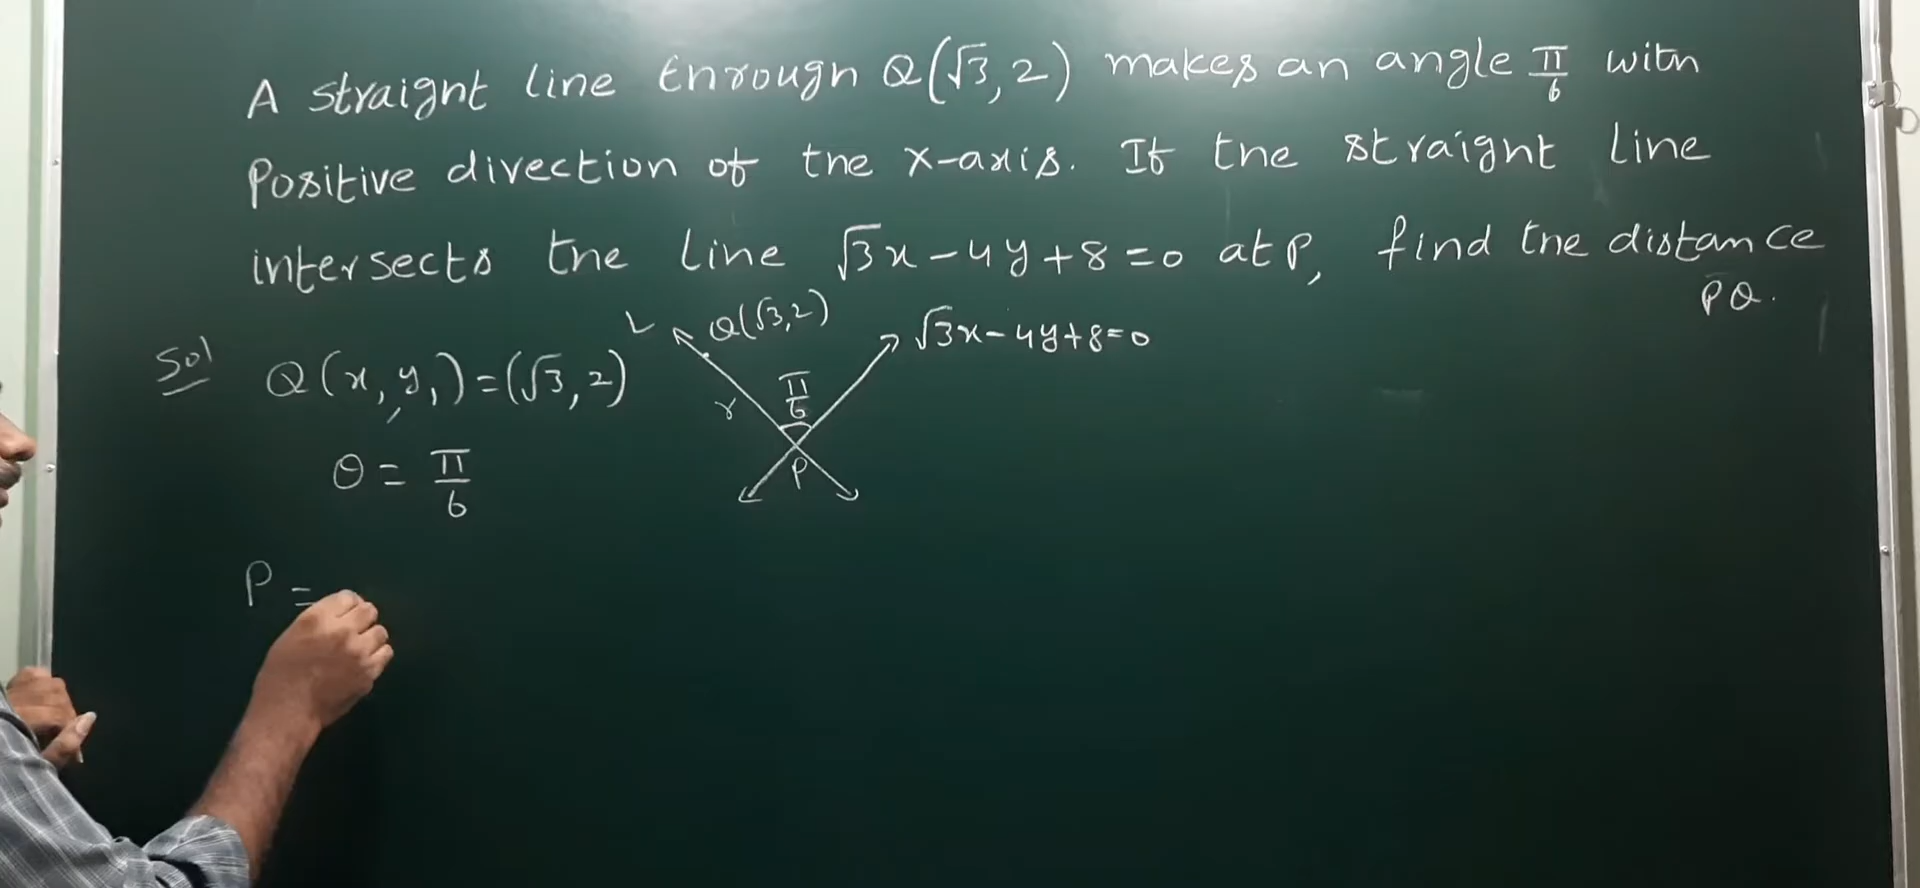 A straight line through Q(√3, 2) makes an angle π/6 with
Positive direction of the x-axis. If the straight line
intersects the line √3x-4y+8=0 at P, find the distance
PQ.
Sol
Q(x₁, y₁)=(√3, 2)
θ = π/6
P =
L
Q(√3,2)
√3x-4y+8=0
π/6
r
P